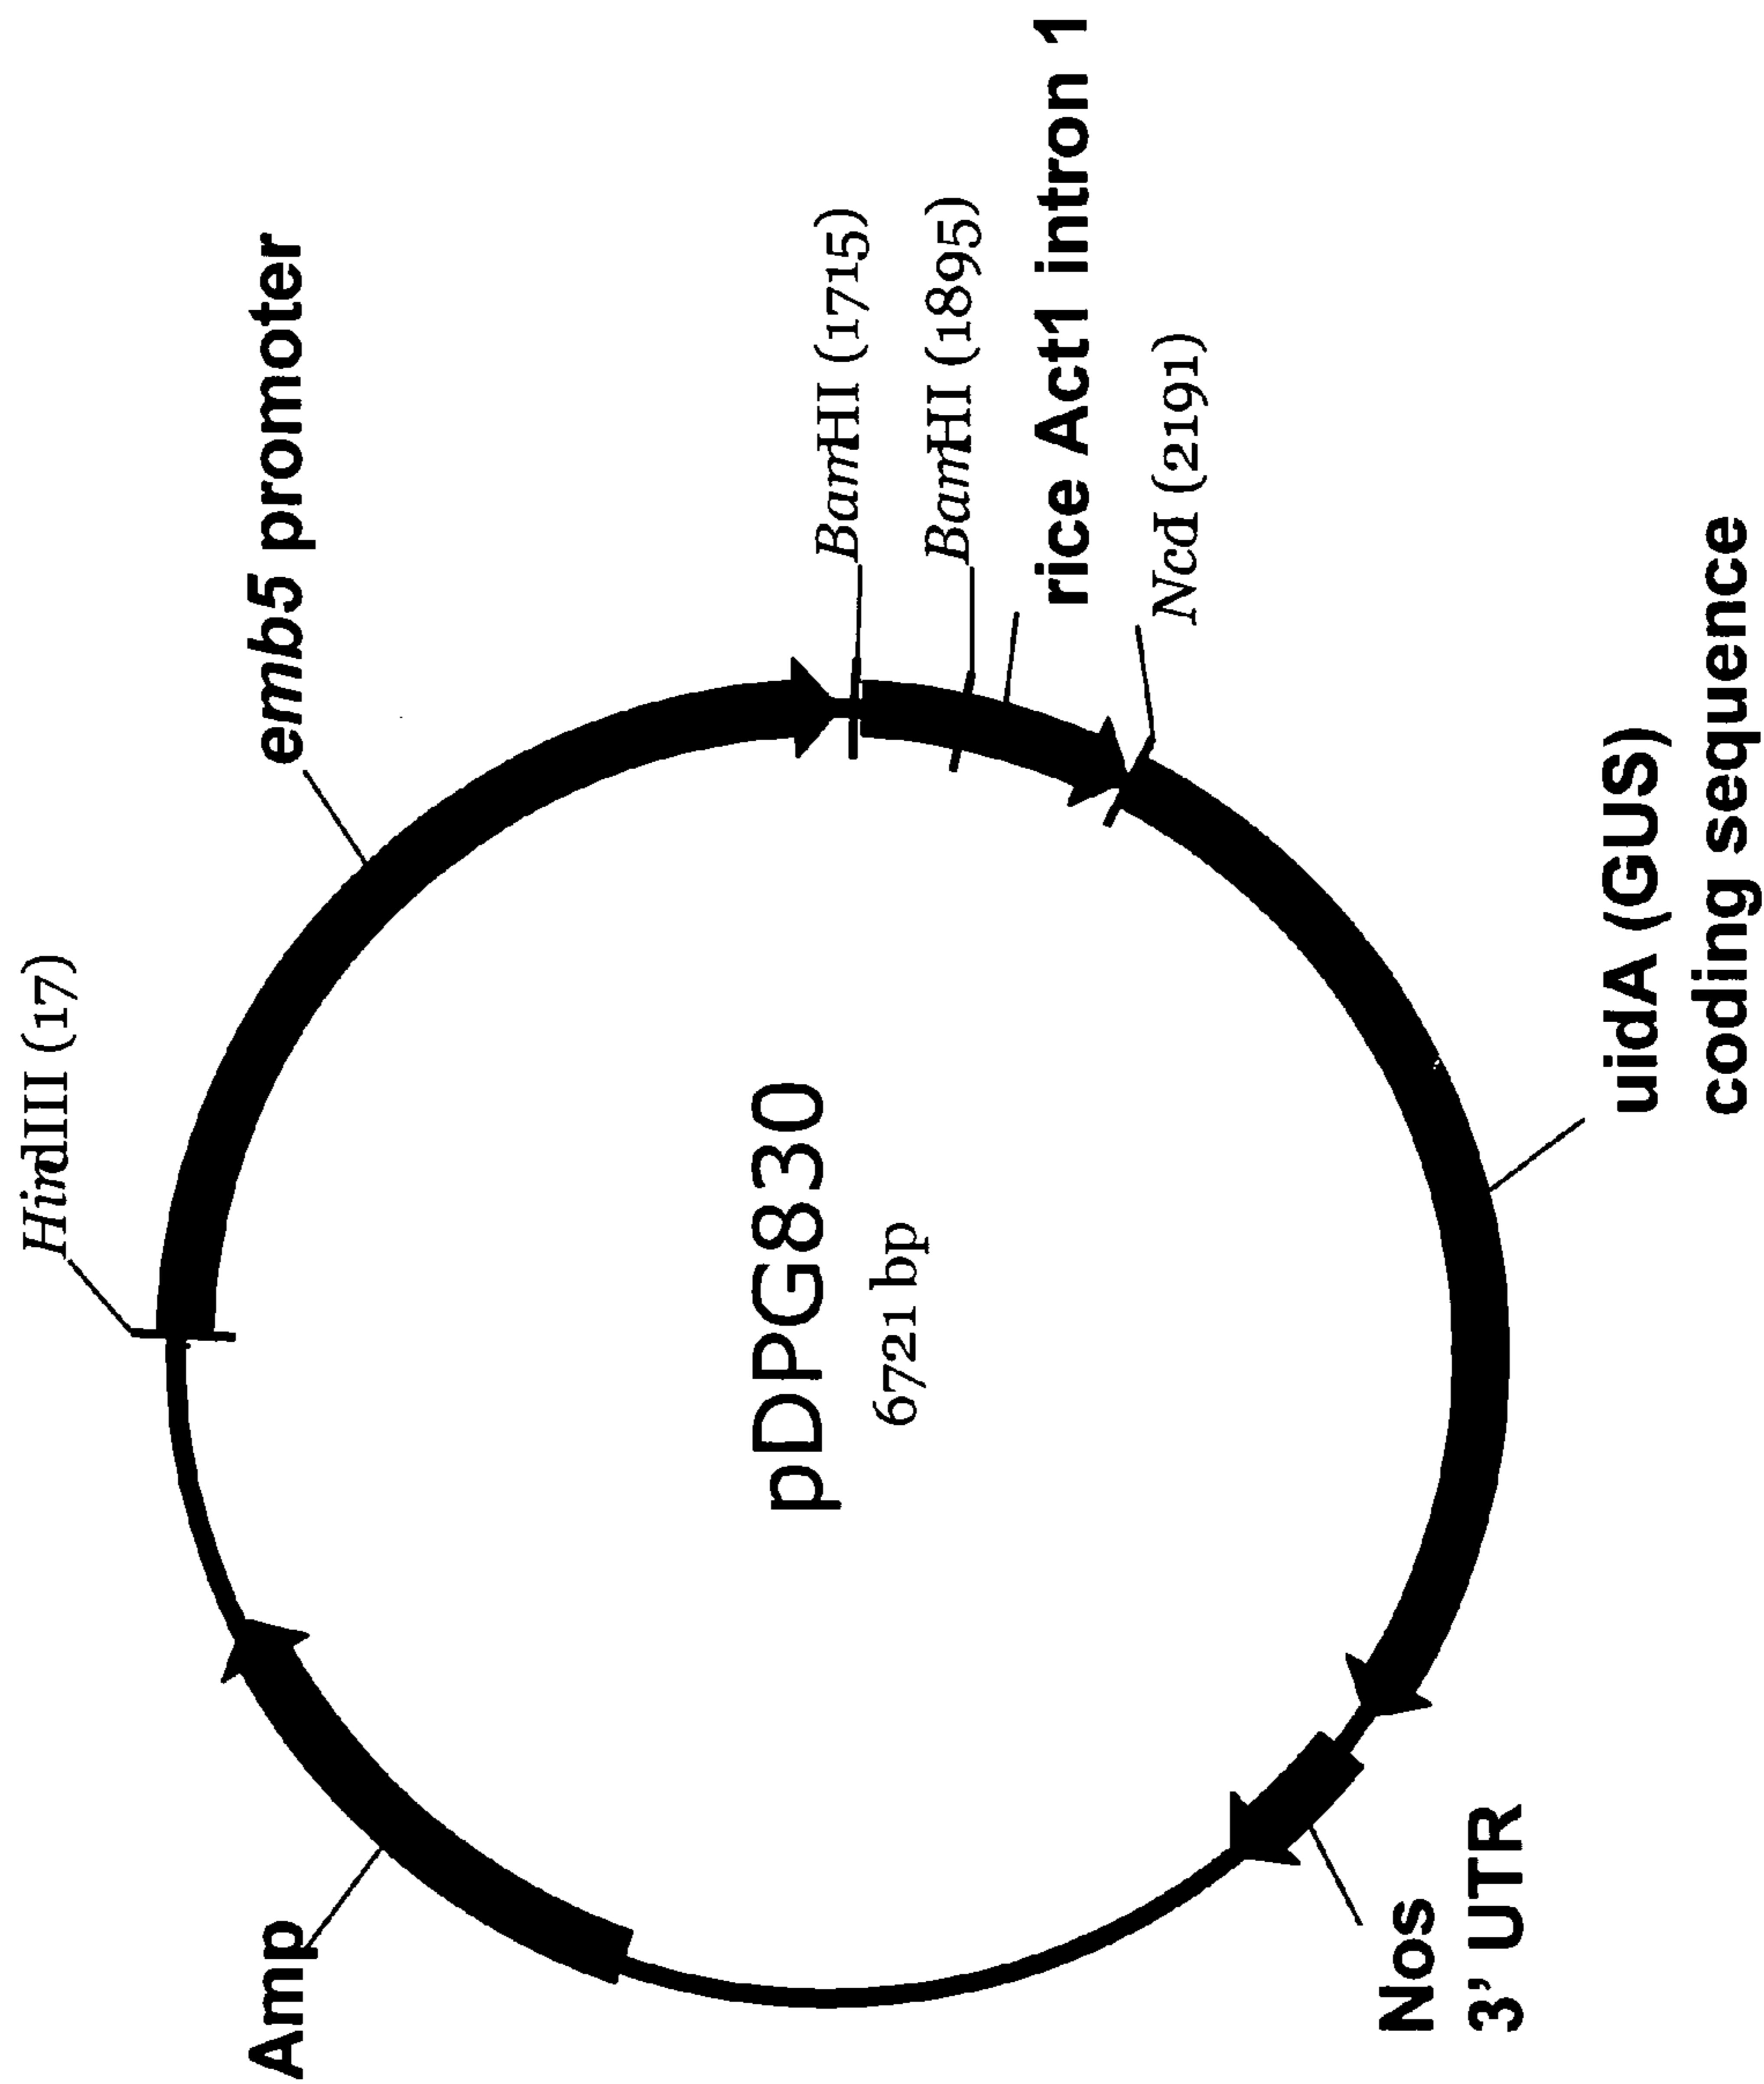 HindIII (17)
Amp
emb5 promoter
pDPG830
BamHI (1715)
6721 bp
BamHI (1895)
rice Act1 intron 1
NcoI (2191)
Nos
3' UTR
uidA (GUS)
coding sequence